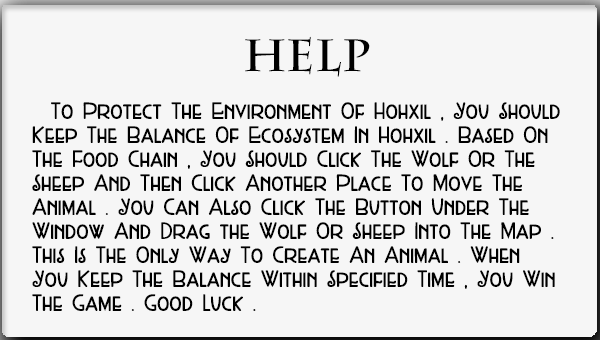 HELP
To Protect The Environment Of Hohxil , You Should
Keep The Balance Of Ecosystem In Hohxil . Based On
The Food Chain , You Should Click The Wolf Or The
Sheep And Then Click Another Place To Move The
Animal . You Can Also Click The Button Under The
Window And Drag the Wolf Or Sheep Into The Map .
This Is The Only Way To Create An Animal . When
You Keep The Balance Within Specified Time , You Win
The Game . Good Luck .